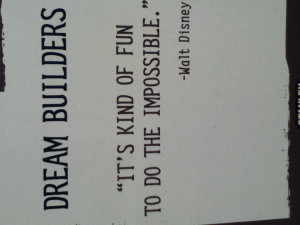 DREAM BUILDERS
“IT’S KIND OF FUN
TO DO THE IMPOSSIBLE.”
-Walt Disney